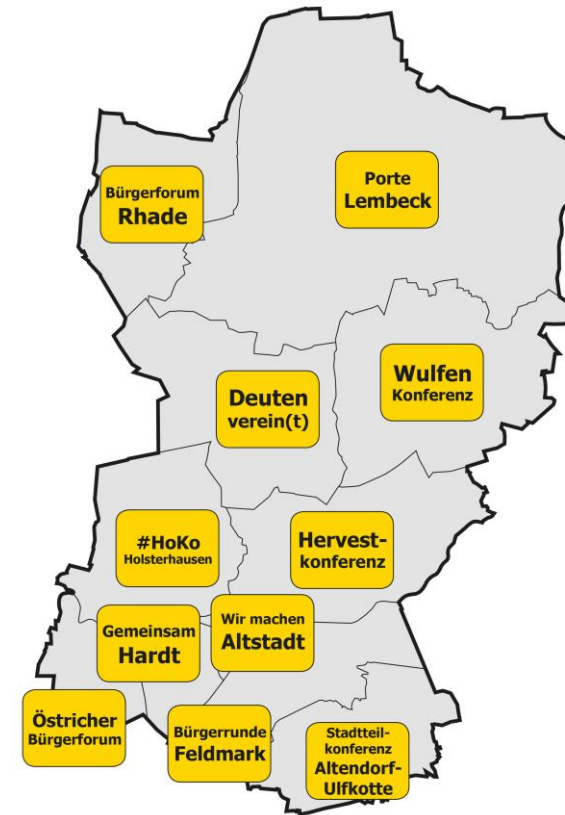 Bürgerforum
Rhade
Porte
Lembeck
Deuten
verein(t)
Wulfen
Konferenz
#HoKo
Holsterhausen
Hervest-
konferenz
Gemeinsam
Hardt
Wir machen
Altstadt
Östricher
Bürgerforum
Bürgerrunde
Feldmark
Stadtteil-
konferenz
Altendorf-
Ulfkotte